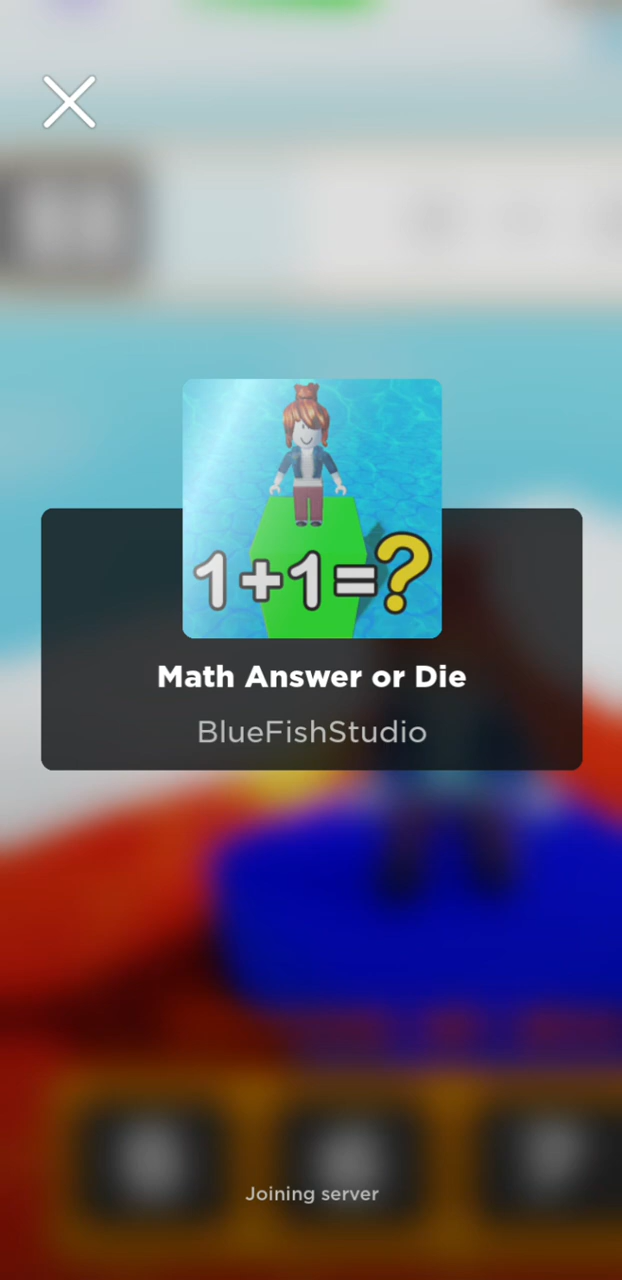 1+1=?
Math Answer or Die
BlueFishStudio
Joining server